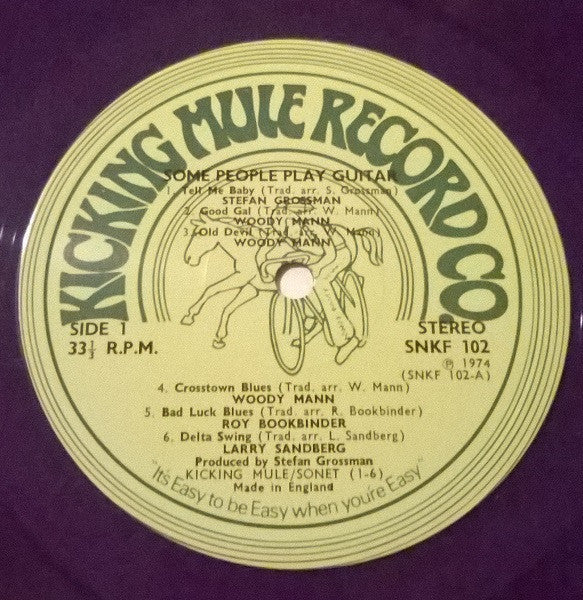 KICKING MULE RECORD CO.
SOME PEOPLE PLAY GUITAR
1. Tell Me Baby (Trad. arr. S. Grossman)
STEFAN GROSSMAN
2. Good Gal (Trad. arr. W. Mann)
WOODY MANN
3. Old Devil (Trad. arr. W. Mann)
WOODY MANN
SIDE 1
33⅓ R.P.M.
STEREO
SNKF 102
℗ 1974
(SNKF 102-A)
4. Crosstown Blues (Trad. arr. W. Mann)
WOODY MANN
5. Bad Luck Blues (Trad. arr. R. Bookbinder)
ROY BOOKBINDER
6. Delta Swing (Trad. arr. L. Sandberg)
LARRY SANDBERG
Produced by Stefan Grossman
KICKING MULE/SONET (1-6)
Made in England
"It's Easy to be Easy when you're Easy"